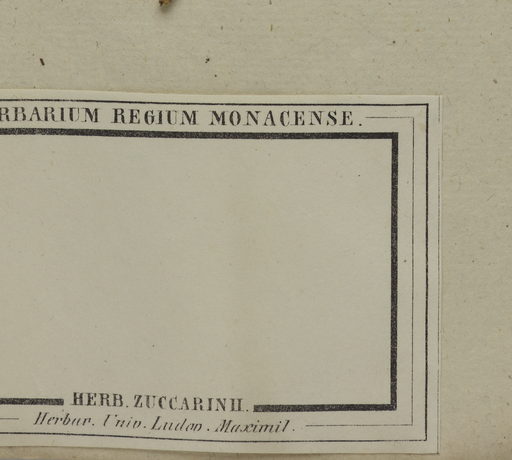 RBARIUM REGIUM MONACENSE.
HERB. ZUCCARINII.
Herbar. Univ. Ludov. Maximil.